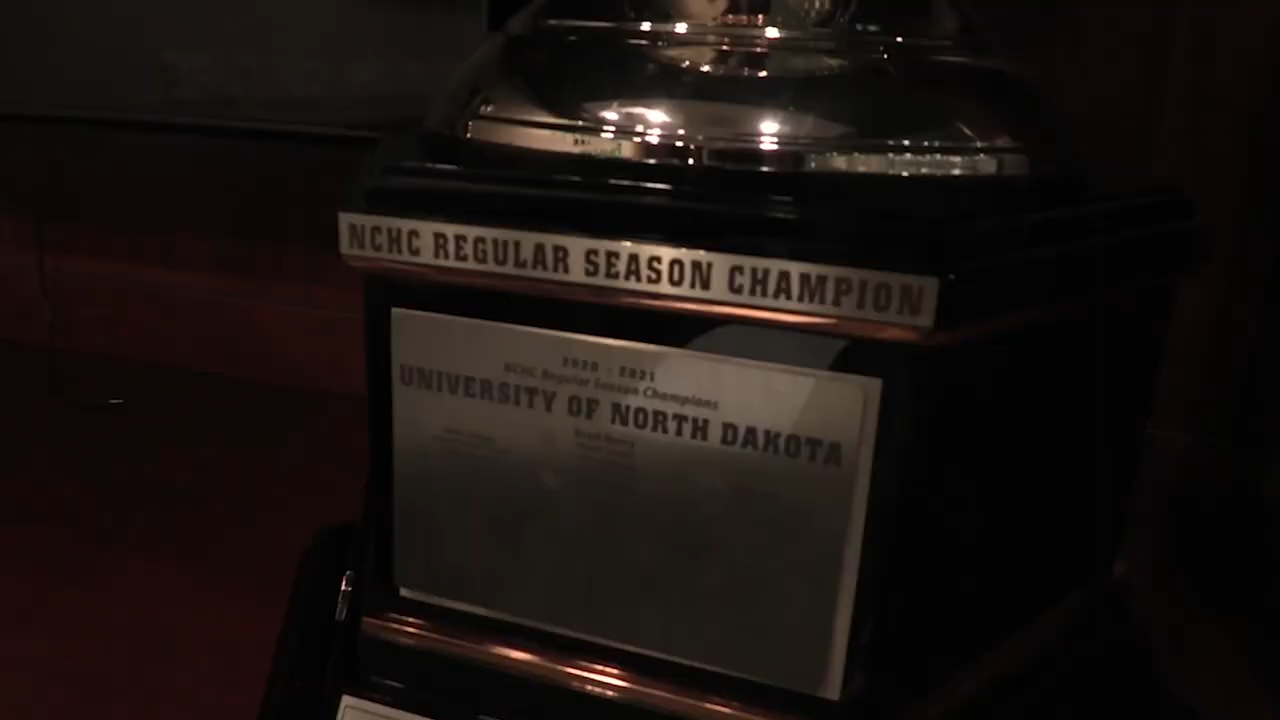 NCHC REGULAR SEASON CHAMPION
2020 - 2021
NCHC Regular Season Champions
UNIVERSITY OF NORTH DAKOTA